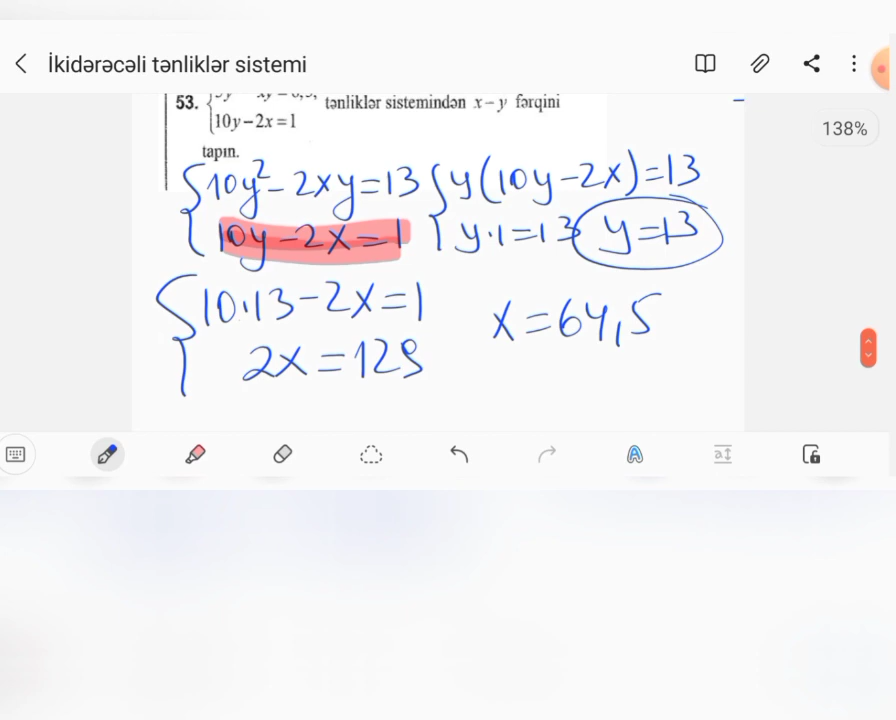 İkidərəcəli tənliklər sistemi
138%
53. tənliklər sistemindən x − y fərqini
10y − 2x = 1
tapın.
10y² − 2xy = 13 y(10y − 2x) = 13
10y − 2x = 1 y·1 = 13 y = 13
10·13 − 2x = 1 x = 64,5
2x = 129